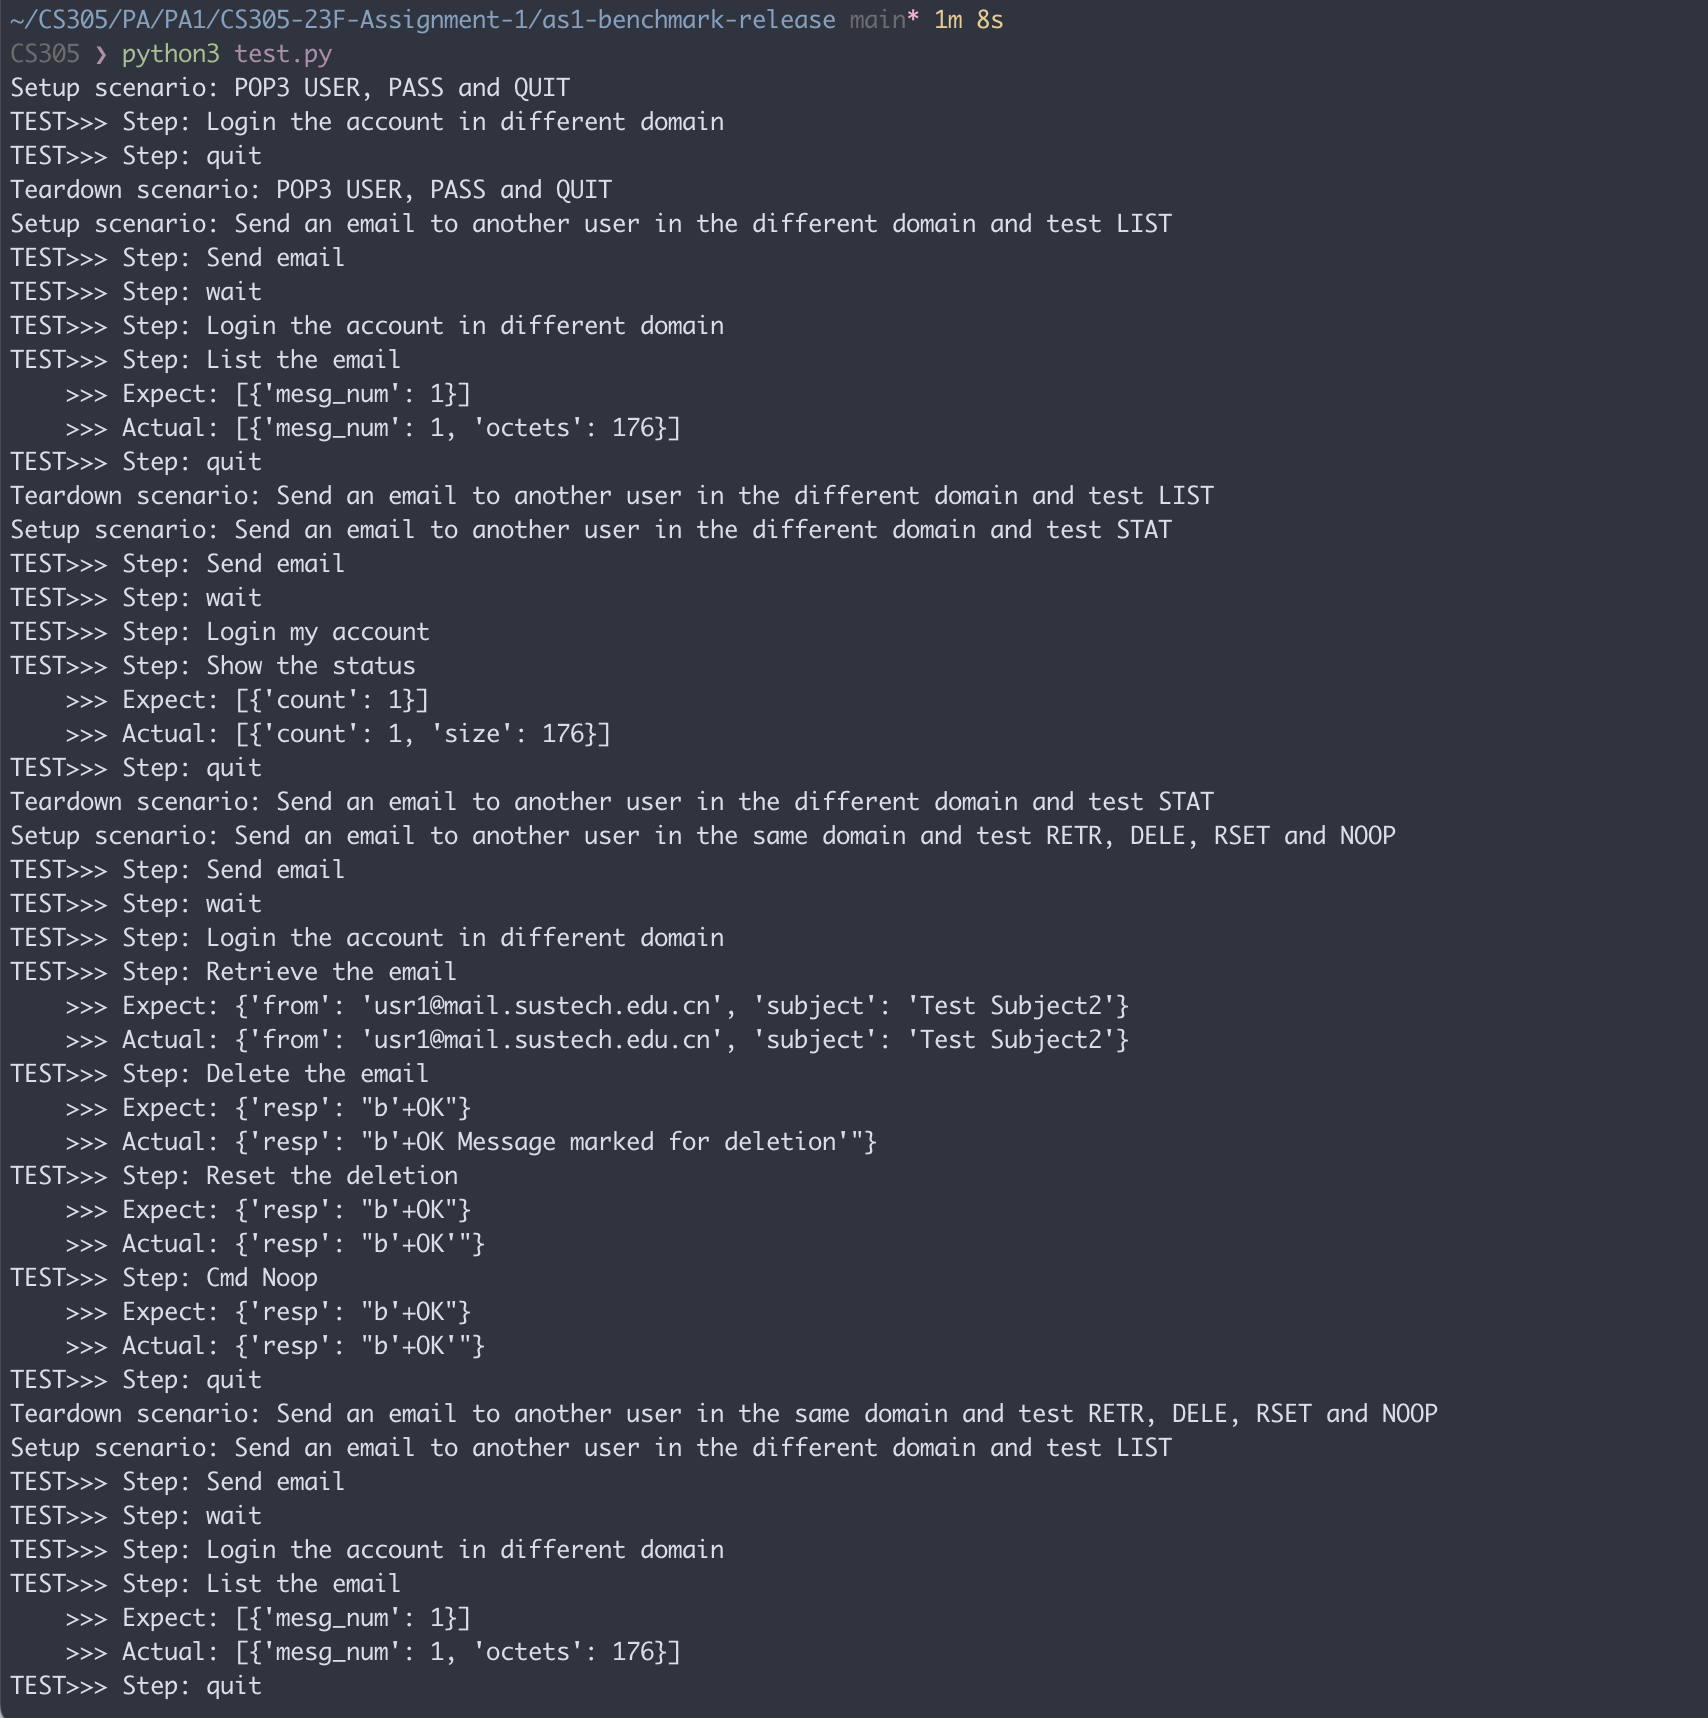 ~/CS305/PA/PA1/CS305-23F-Assignment-1/as1-benchmark-release main* 1m 8s
CS305 ❯ python3 test.py
Setup scenario: POP3 USER, PASS and QUIT
TEST>>> Step: Login the account in different domain
TEST>>> Step: quit
Teardown scenario: POP3 USER, PASS and QUIT
Setup scenario: Send an email to another user in the different domain and test LIST
TEST>>> Step: Send email
TEST>>> Step: wait
TEST>>> Step: Login the account in different domain
TEST>>> Step: List the email
    >>> Expect: [{'mesg_num': 1}]
    >>> Actual: [{'mesg_num': 1, 'octets': 176}]
TEST>>> Step: quit
Teardown scenario: Send an email to another user in the different domain and test LIST
Setup scenario: Send an email to another user in the different domain and test STAT
TEST>>> Step: Send email
TEST>>> Step: wait
TEST>>> Step: Login my account
TEST>>> Step: Show the status
    >>> Expect: [{'count': 1}]
    >>> Actual: [{'count': 1, 'size': 176}]
TEST>>> Step: quit
Teardown scenario: Send an email to another user in the different domain and test STAT
Setup scenario: Send an email to another user in the same domain and test RETR, DELE, RSET and NOOP
TEST>>> Step: Send email
TEST>>> Step: wait
TEST>>> Step: Login the account in different domain
TEST>>> Step: Retrieve the email
    >>> Expect: {'from': 'usr1@mail.sustech.edu.cn', 'subject': 'Test Subject2'}
    >>> Actual: {'from': 'usr1@mail.sustech.edu.cn', 'subject': 'Test Subject2'}
TEST>>> Step: Delete the email
    >>> Expect: {'resp': "b'+OK"}
    >>> Actual: {'resp': "b'+OK Message marked for deletion'"}
TEST>>> Step: Reset the deletion
    >>> Expect: {'resp': "b'+OK"}
    >>> Actual: {'resp': "b'+OK'"}
TEST>>> Step: Cmd Noop
    >>> Expect: {'resp': "b'+OK"}
    >>> Actual: {'resp': "b'+OK'"}
TEST>>> Step: quit
Teardown scenario: Send an email to another user in the same domain and test RETR, DELE, RSET and NOOP
Setup scenario: Send an email to another user in the different domain and test LIST
TEST>>> Step: Send email
TEST>>> Step: wait
TEST>>> Step: Login the account in different domain
TEST>>> Step: List the email
    >>> Expect: [{'mesg_num': 1}]
    >>> Actual: [{'mesg_num': 1, 'octets': 176}]
TEST>>> Step: quit